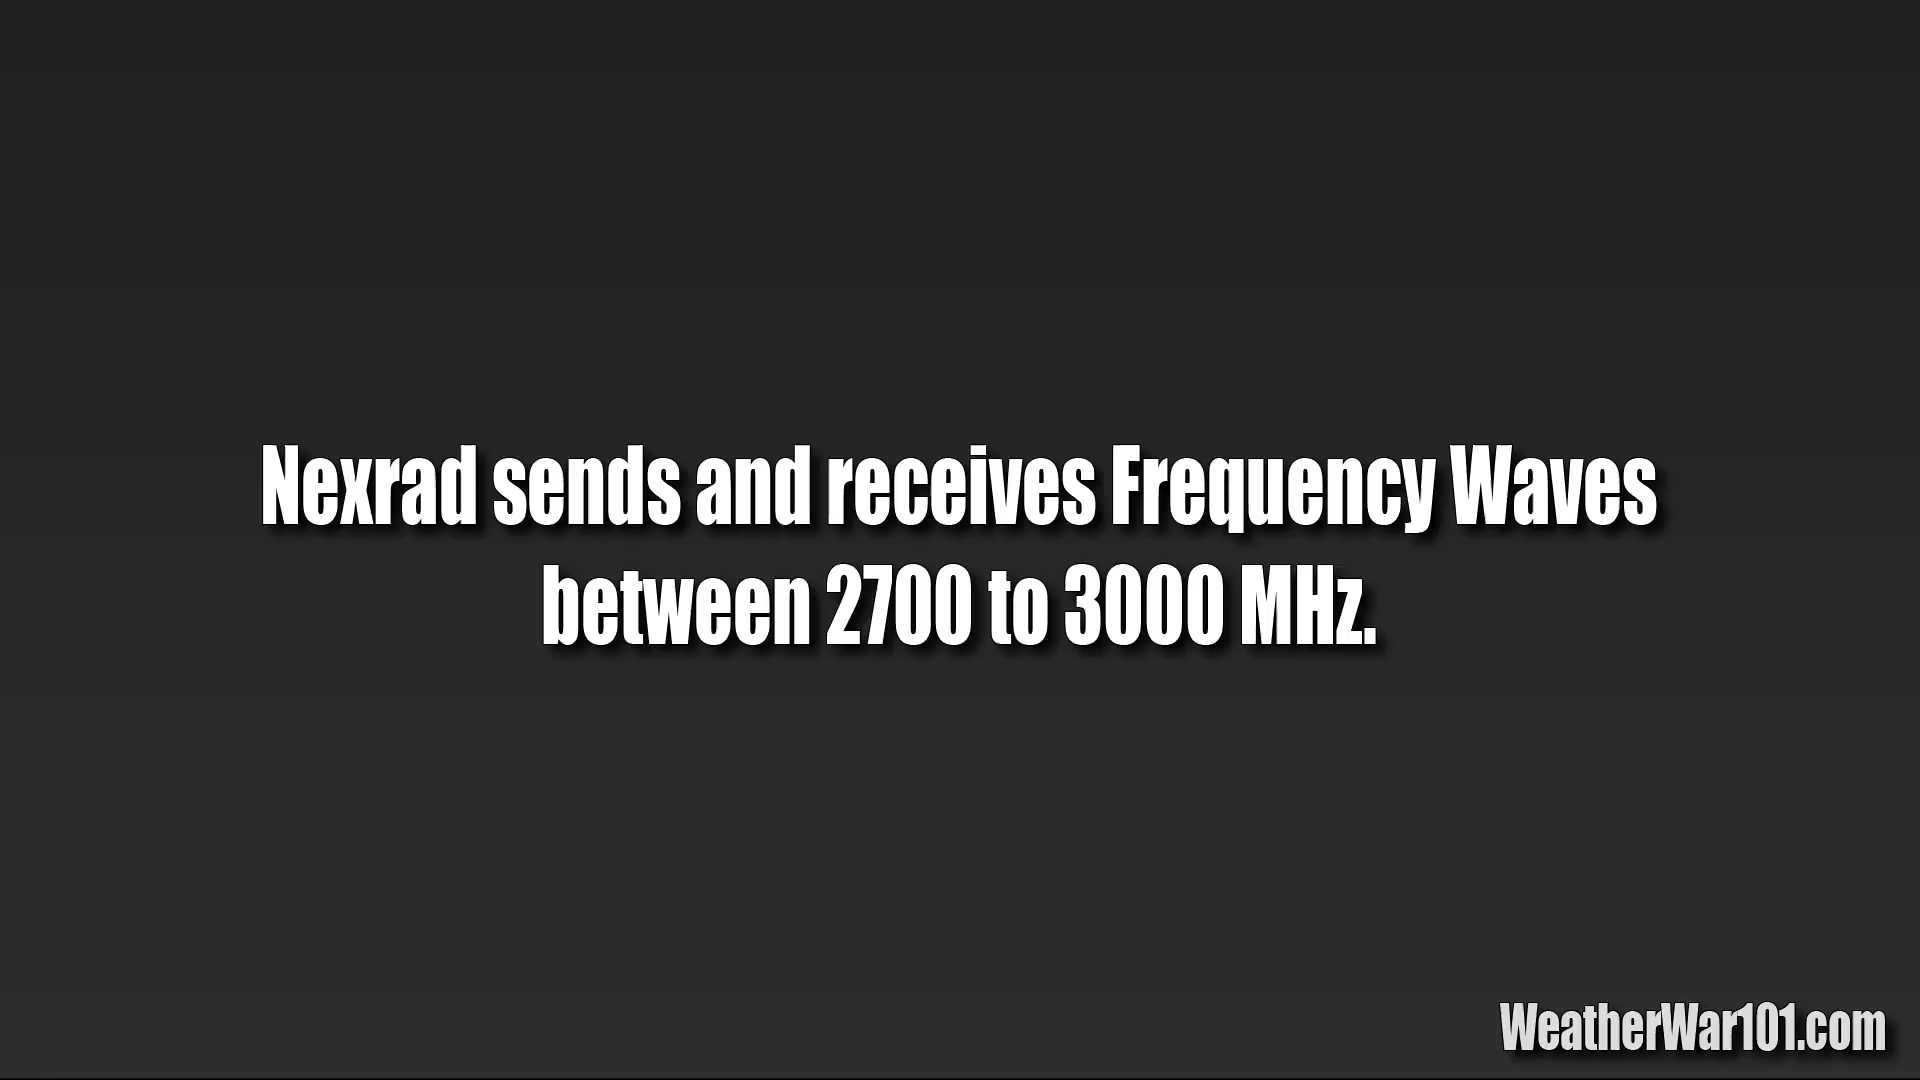 Nexrad sends and receives Frequency Waves
between 2700 to 3000 MHz.
WeatherWar101.com